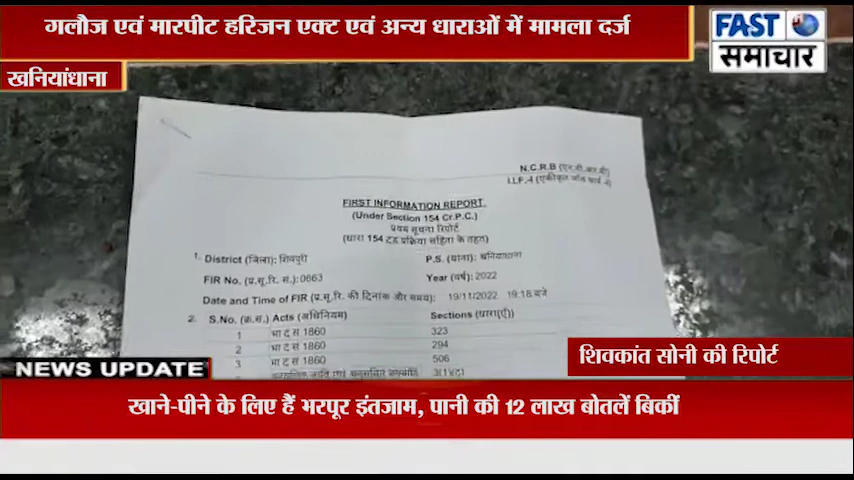 गलौज एवं मारपीट हरिजन एक्ट एवं अन्य धाराओं में मामला दर्ज
FAST
समाचार
खनियांधाना
N.C.R.B (एन.सी.आर.बी)
I.I.F.-I (एकीकृत जाँच फार्म-I)
FIRST INFORMATION REPORT
(Under Section 154 Cr.P.C.)
प्रथम सूचना रिपोर्ट
(धारा 154 दंड प्रक्रिया संहिता के तहत)
1. District (जिला): शिवपुरी P.S. (थाना): खनियाधाना
FIR No. (प्र.सू.रि. सं.): 0663 Year (वर्ष): 2022
Date and Time of FIR (प्र.सू.रि. की दिनांक और समय): 19/11/2022 19:18 बजे
2. S.No. (क्र.सं.) Acts (अधिनियम) Sections (धारा(एँ))
1 भा दं सं 1860 323
2 भा दं सं 1860 294
3 भा दं सं 1860 506
शिवकांत सोनी की रिपोर्ट
NEWS UPDATE
खाने-पीने के लिए हैं भरपूर इंतजाम, पानी की 12 लाख बोतलें बिकीं